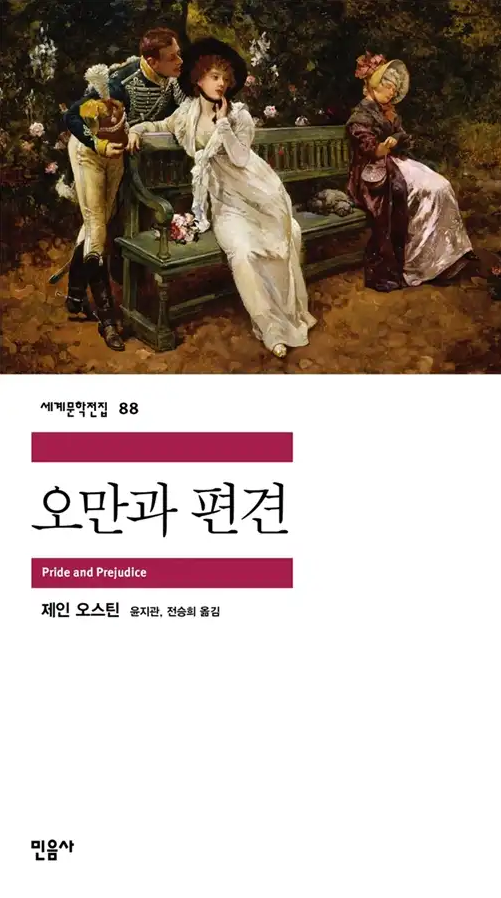 세계문학전집 88
오만과 편견
Pride and Prejudice
제인 오스틴 윤지관, 전승희 옮김
민음사